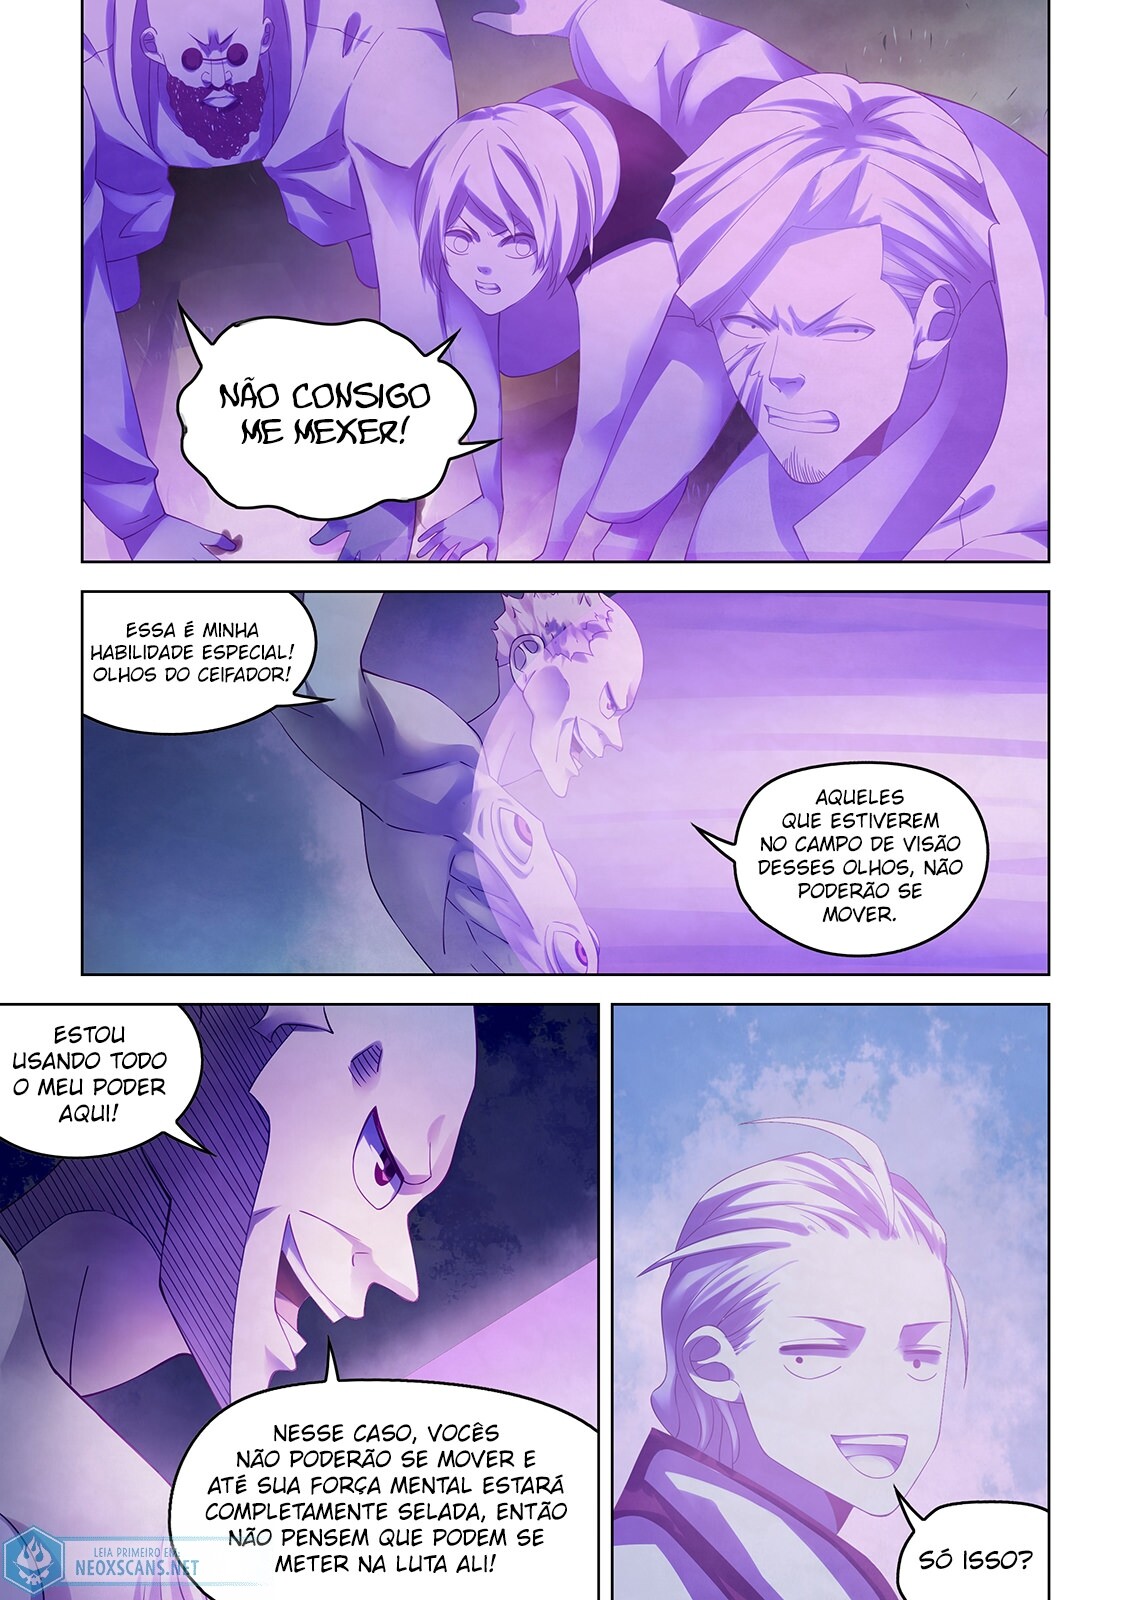 NÃO CONSIGO
ME MEXER!
ESSA É MINHA
HABILIDADE ESPECIAL!
OLHOS DO CEIFADOR!
AQUELES
QUE ESTIVEREM
NO CAMPO DE VISÃO
DESSES OLHOS, NÃO
PODERÃO SE
MOVER.
ESTOU
USANDO TODO
O MEU PODER
AQUI!
NESSE CASO, VOCÊS
NÃO PODERÃO SE MOVER E
ATÉ SUA FORÇA MENTAL ESTARÁ
COMPLETAMENTE SELADA, ENTÃO
NÃO PENSEM QUE PODEM SE
METER NA LUTA ALI!
SÓ ISSO?
LEIA PRIMEIRO EM:
NEOXSCANS.NET